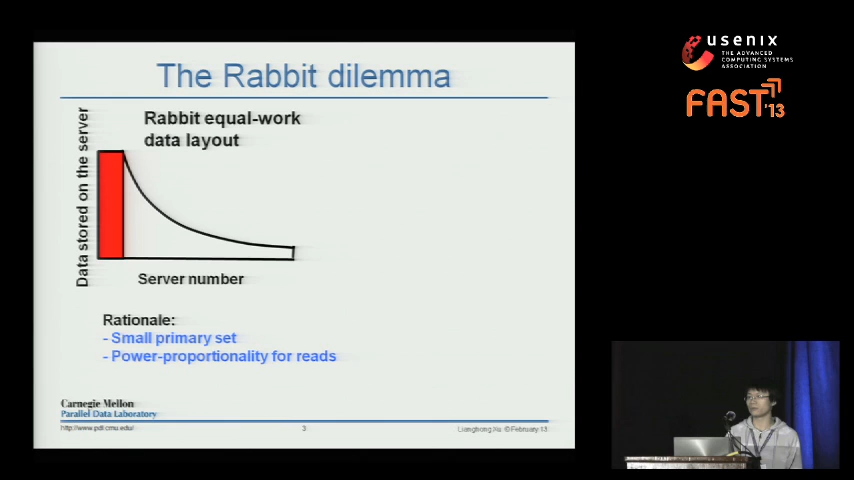 The Rabbit dilemma
Rabbit equal-work
data layout
Data stored on the server
Server number
Rationale:
- Small primary set
- Power-proportionality for reads
Carnegie Mellon
Parallel Data Laboratory
http://www.pdl.cmu.edu/
3
Lianghong Xu © February 13
usenix
THE ADVANCED
COMPUTING SYSTEMS
ASSOCIATION
FAST'13